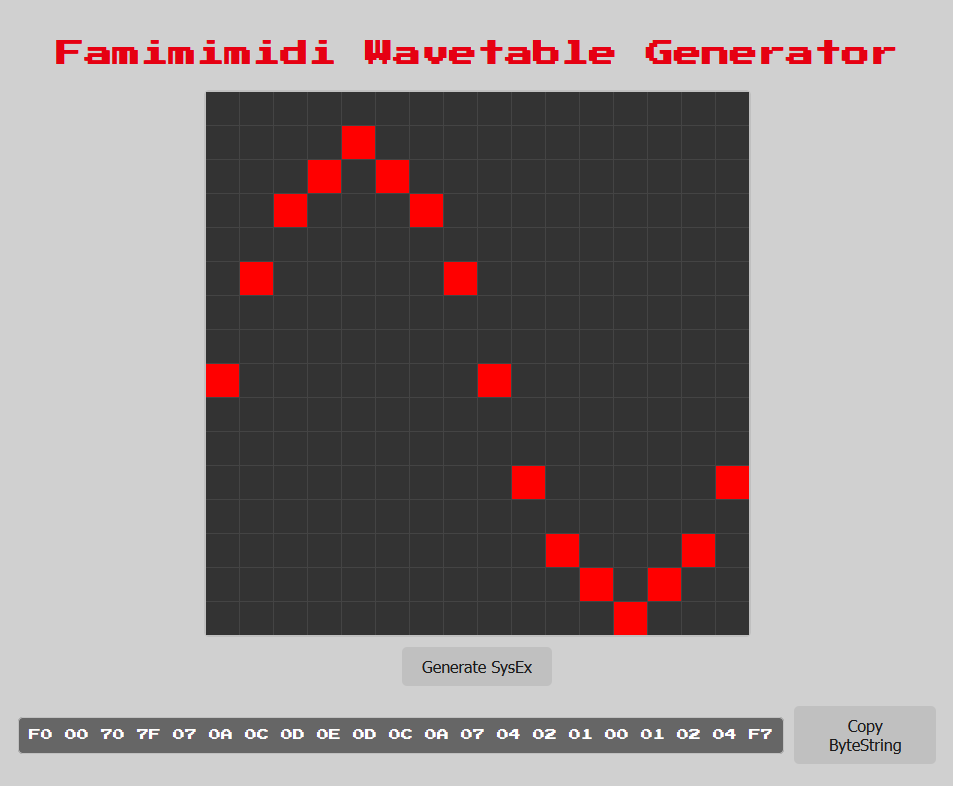 Famimimidi Wavetable Generator
Generate SysEx
F0 00 70 7F 07 0A 0C 0D 0E 0D 0C 0A 07 04 02 01 00 01 02 04 F7
Copy
ByteString